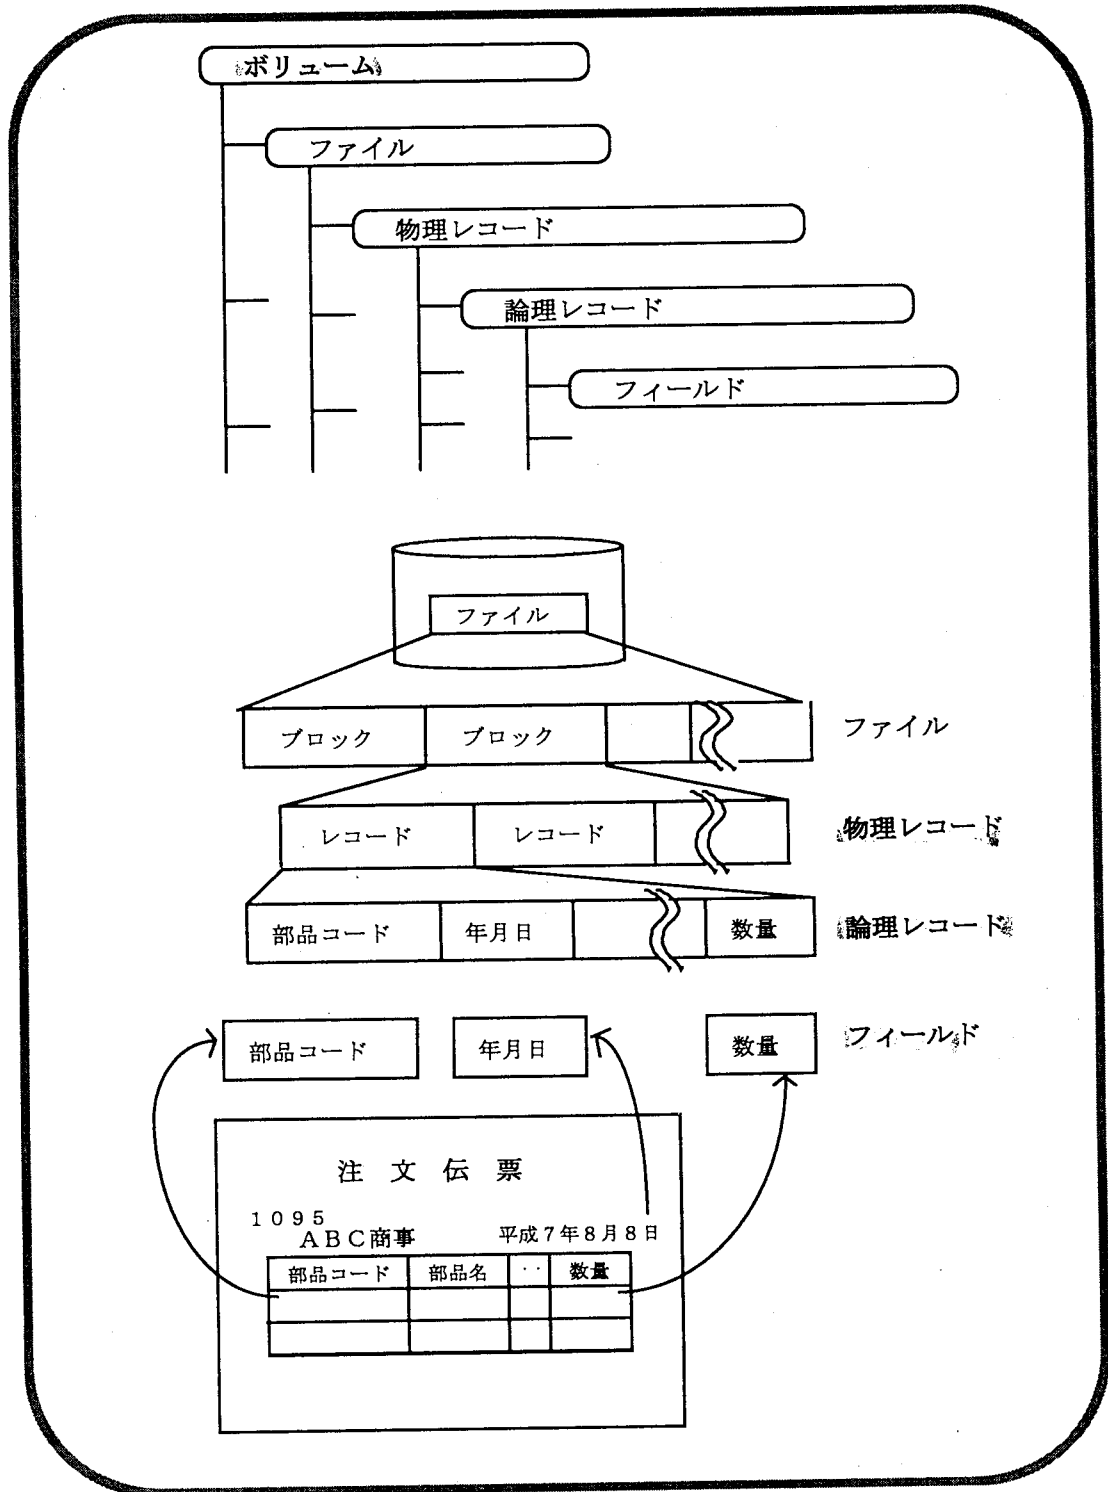 ボリューム
ファイル
物理レコード
論理レコード
フィールド
ファイル
ブロック ブロック ファイル
レコード レコード 物理レコード
部品コード 年月日 数量 論理レコード
部品コード 年月日 数量 フィールド
注文伝票
1095
ABC商事 平成7年8月8日
部品コード 部品名 ‥ 数量